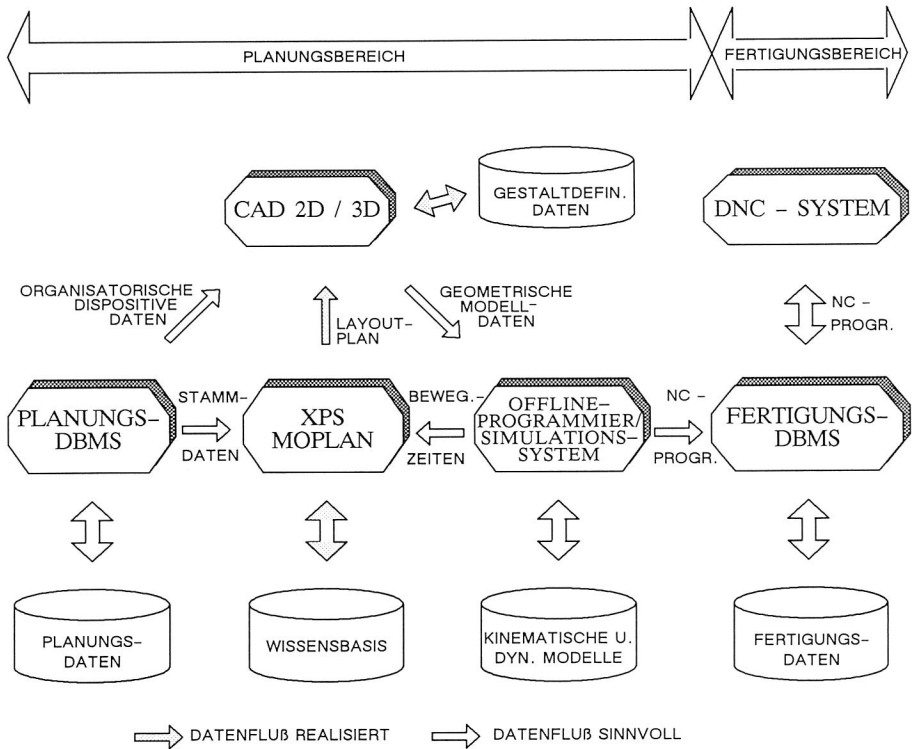 PLANUNGSBEREICH
FERTIGUNGSBEREICH
CAD 2D / 3D
GESTALTDEFIN.
DATEN
DNC – SYSTEM
ORGANISATORISCHE
DISPOSITIVE
DATEN
LAYOUT–
PLAN
GEOMETRISCHE
MODELL–
DATEN
NC –
PROGR.
PLANUNGS–
DBMS
STAMM–
DATEN
XPS
MOPLAN
BEWEG.–
ZEITEN
OFFLINE–
PROGRAMMIER/
SIMULATIONS–
SYSTEM
NC –
PROGR.
FERTIGUNGS–
DBMS
PLANUNGS–
DATEN
WISSENSBASIS
KINEMATISCHE U.
DYN. MODELLE
FERTIGUNGS–
DATEN
DATENFLUß REALISIERT
DATENFLUß SINNVOLL